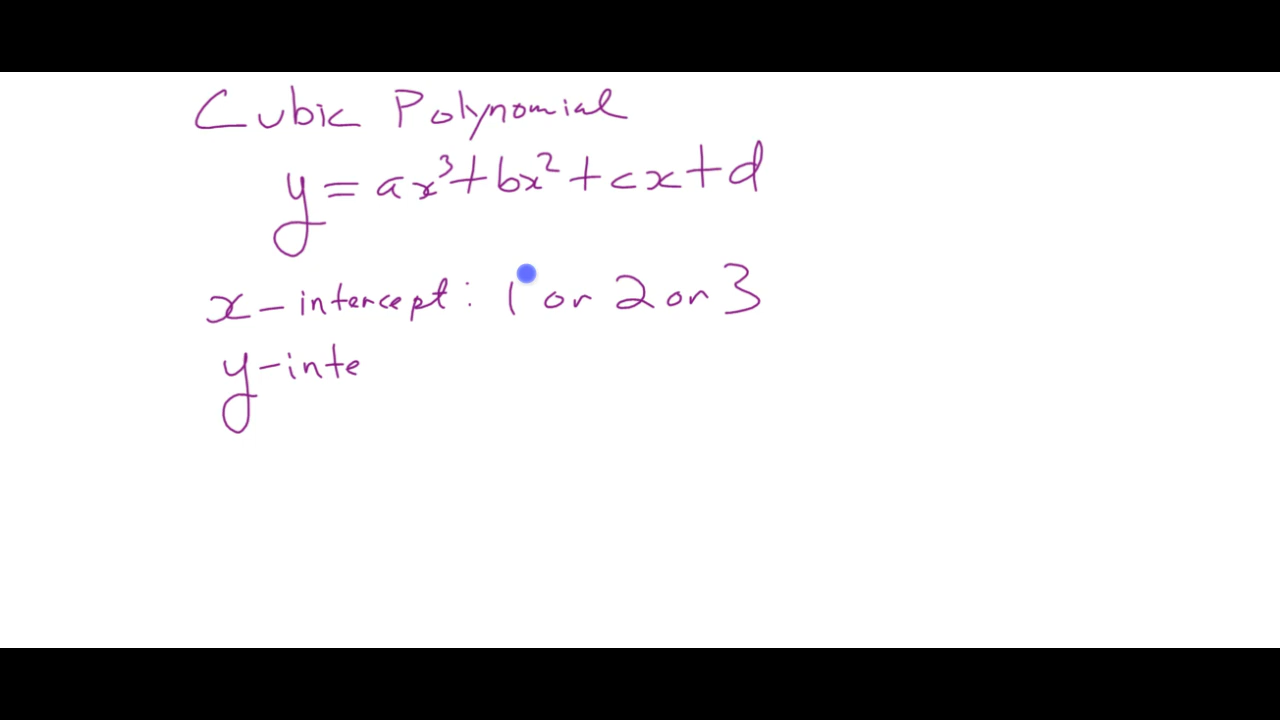 Cubic Polynomial
y = ax³+bx²+cx+d
x-intercept: 1 or 2 or 3
y-inte